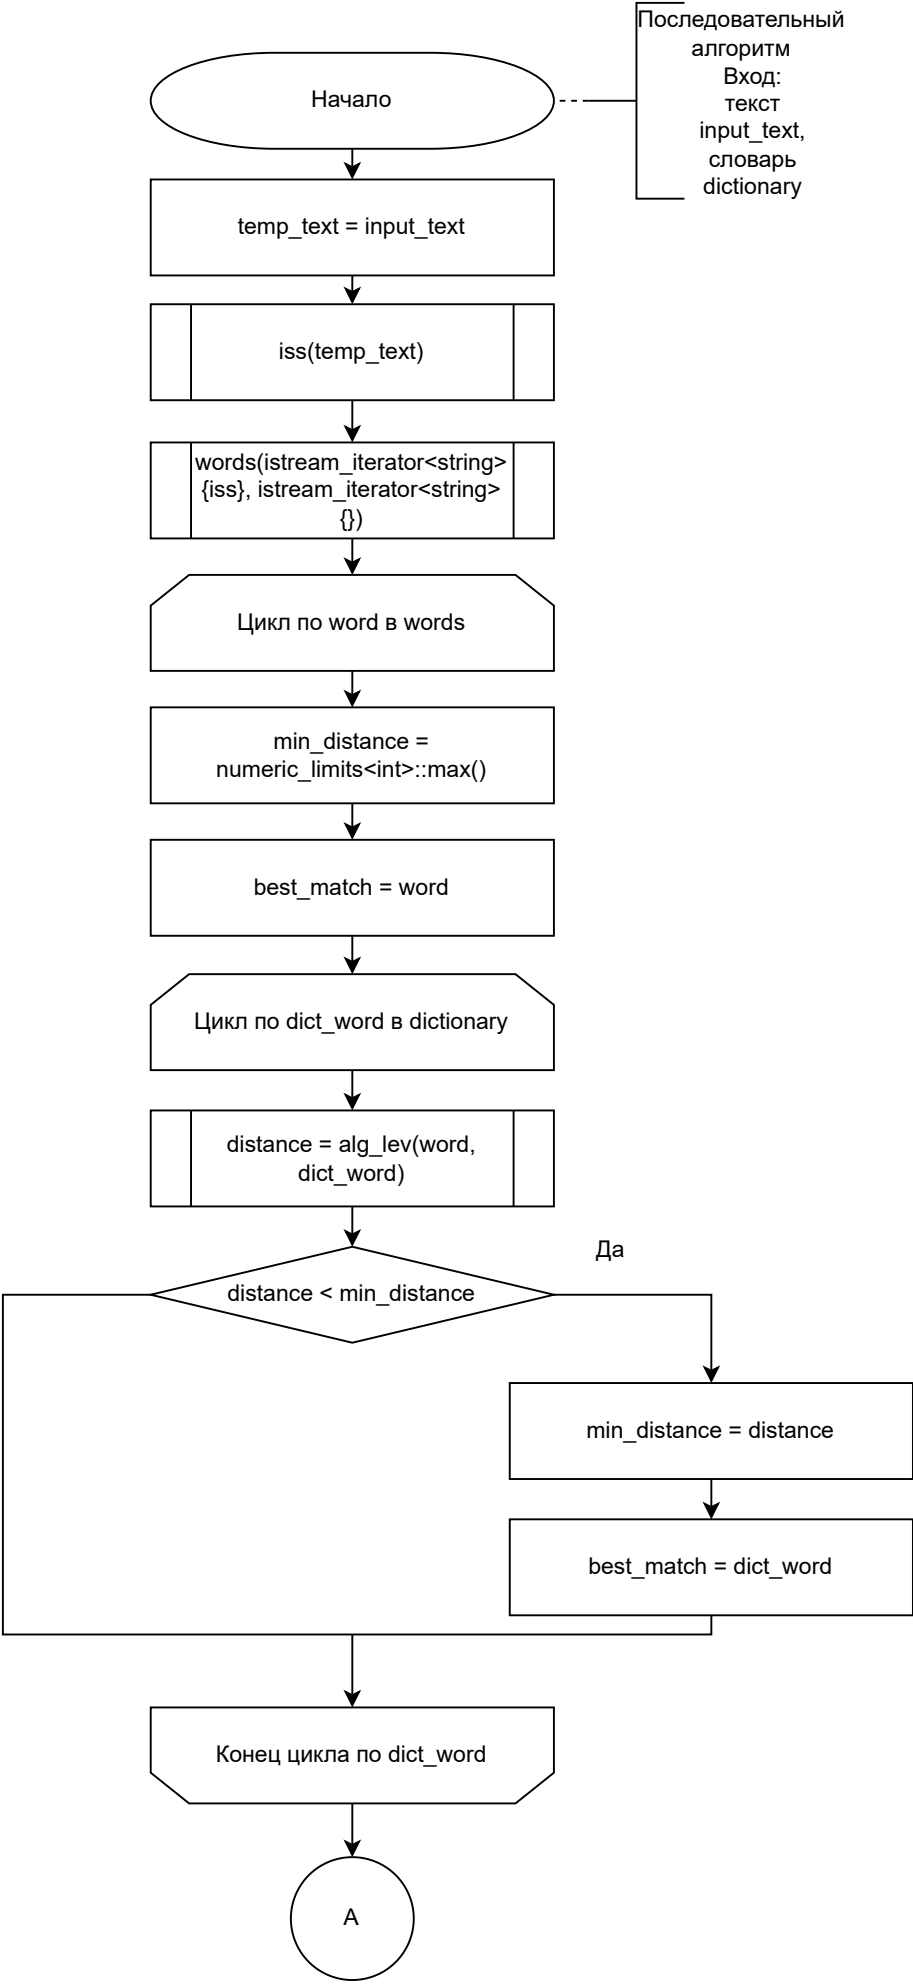 Последовательный
алгоритм
Вход:
текст
input_text,
словарь
dictionary
Начало
temp_text = input_text
iss(temp_text)
words(istream_iterator<string>
{iss}, istream_iterator<string>
{})
Цикл по word в words
min_distance =
numeric_limits<int>::max()
best_match = word
Цикл по dict_word в dictionary
distance = alg_lev(word,
dict_word)
Да
distance < min_distance
min_distance = distance
best_match = dict_word
Конец цикла по dict_word
A